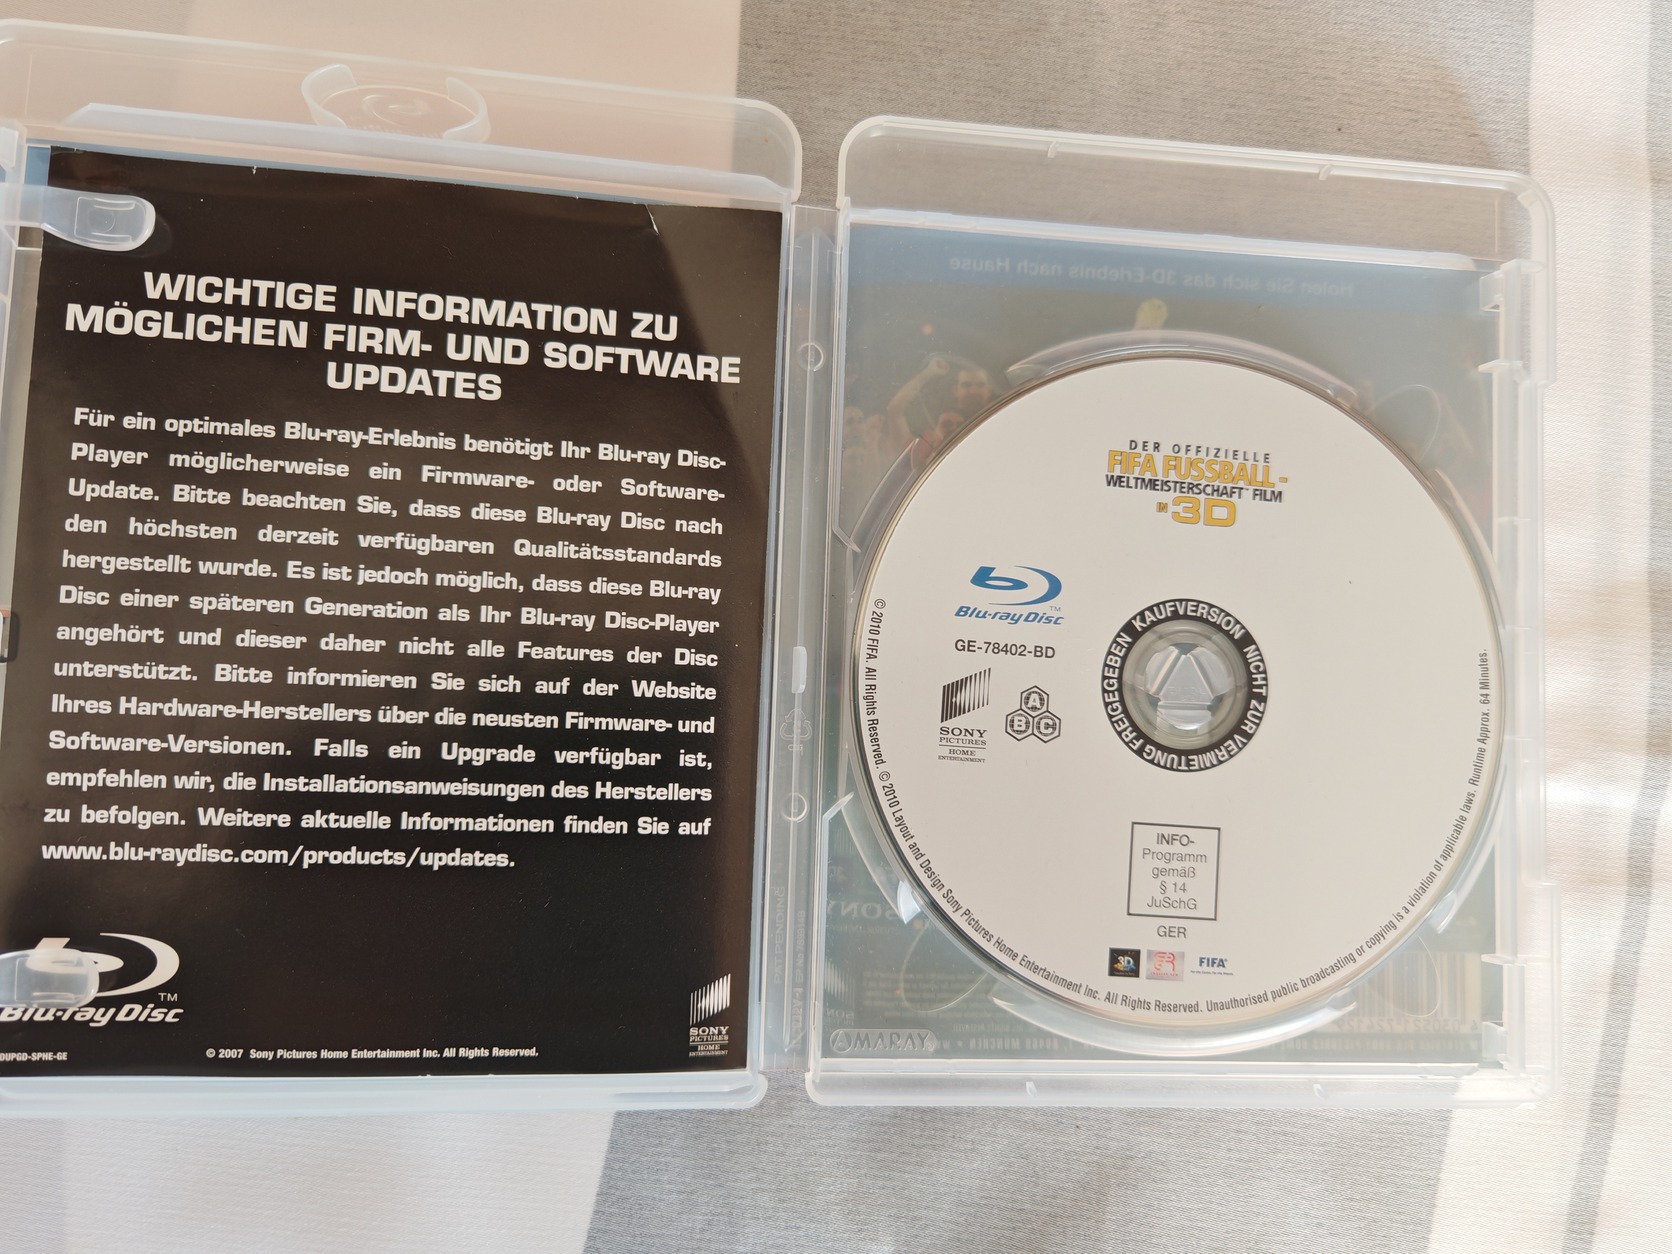 WICHTIGE INFORMATION ZU
MÖGLICHEN FIRM- UND SOFTWARE
UPDATES
Für ein optimales Blu-ray-Erlebnis benötigt Ihr Blu-ray Disc-
Player möglicherweise ein Firmware- oder Software-
Update. Bitte beachten Sie, dass diese Blu-ray Disc nach
den höchsten derzeit verfügbaren Qualitätsstandards
hergestellt wurde. Es ist jedoch möglich, dass diese Blu-ray
Disc einer späteren Generation als Ihr Blu-ray Disc-Player
angehört und dieser daher nicht alle Features der Disc
unterstützt. Bitte informieren Sie sich auf der Website
Ihres Hardware-Herstellers über die neusten Firmware- und
Software-Versionen. Falls ein Upgrade verfügbar ist,
empfehlen wir, die Installationsanweisungen des Herstellers
zu befolgen. Weitere aktuelle Informationen finden Sie auf
www.blu-raydisc.com/products/updates.
Blu-ray Disc
TM
DUPGD-SPHE-GE
© 2007 Sony Pictures Home Entertainment Inc. All Rights Reserved.
SONY
PICTURES
HOME
ENTERTAINMENT
PAT PENDING
Holen Sie sich das 3D-Erlebnis nach Hause
DER OFFIZIELLE
FIFA FUSSBALL-
WELTMEISTERSCHAFT™ FILM
IN 3D
TM
Blu-ray Disc
GE-78402-BD
SONY
PICTURES
HOME
ENTERTAINMENT
A
B C
KAUFVERSION NICHT ZUR VERMIETUNG FREIGEGEBEN
INFO-
Programm
gemäß
§ 14
JuSchG
GER
3D
FIFA®
© 2010 FIFA. All Rights Reserved. © 2010 Layout and Design Sony Pictures Home Entertainment Inc. All Rights Reserved. Unauthorised public broadcasting or copying is a violation of applicable laws. Runtime Approx. 64 Minutes.
SONY
AMARAY